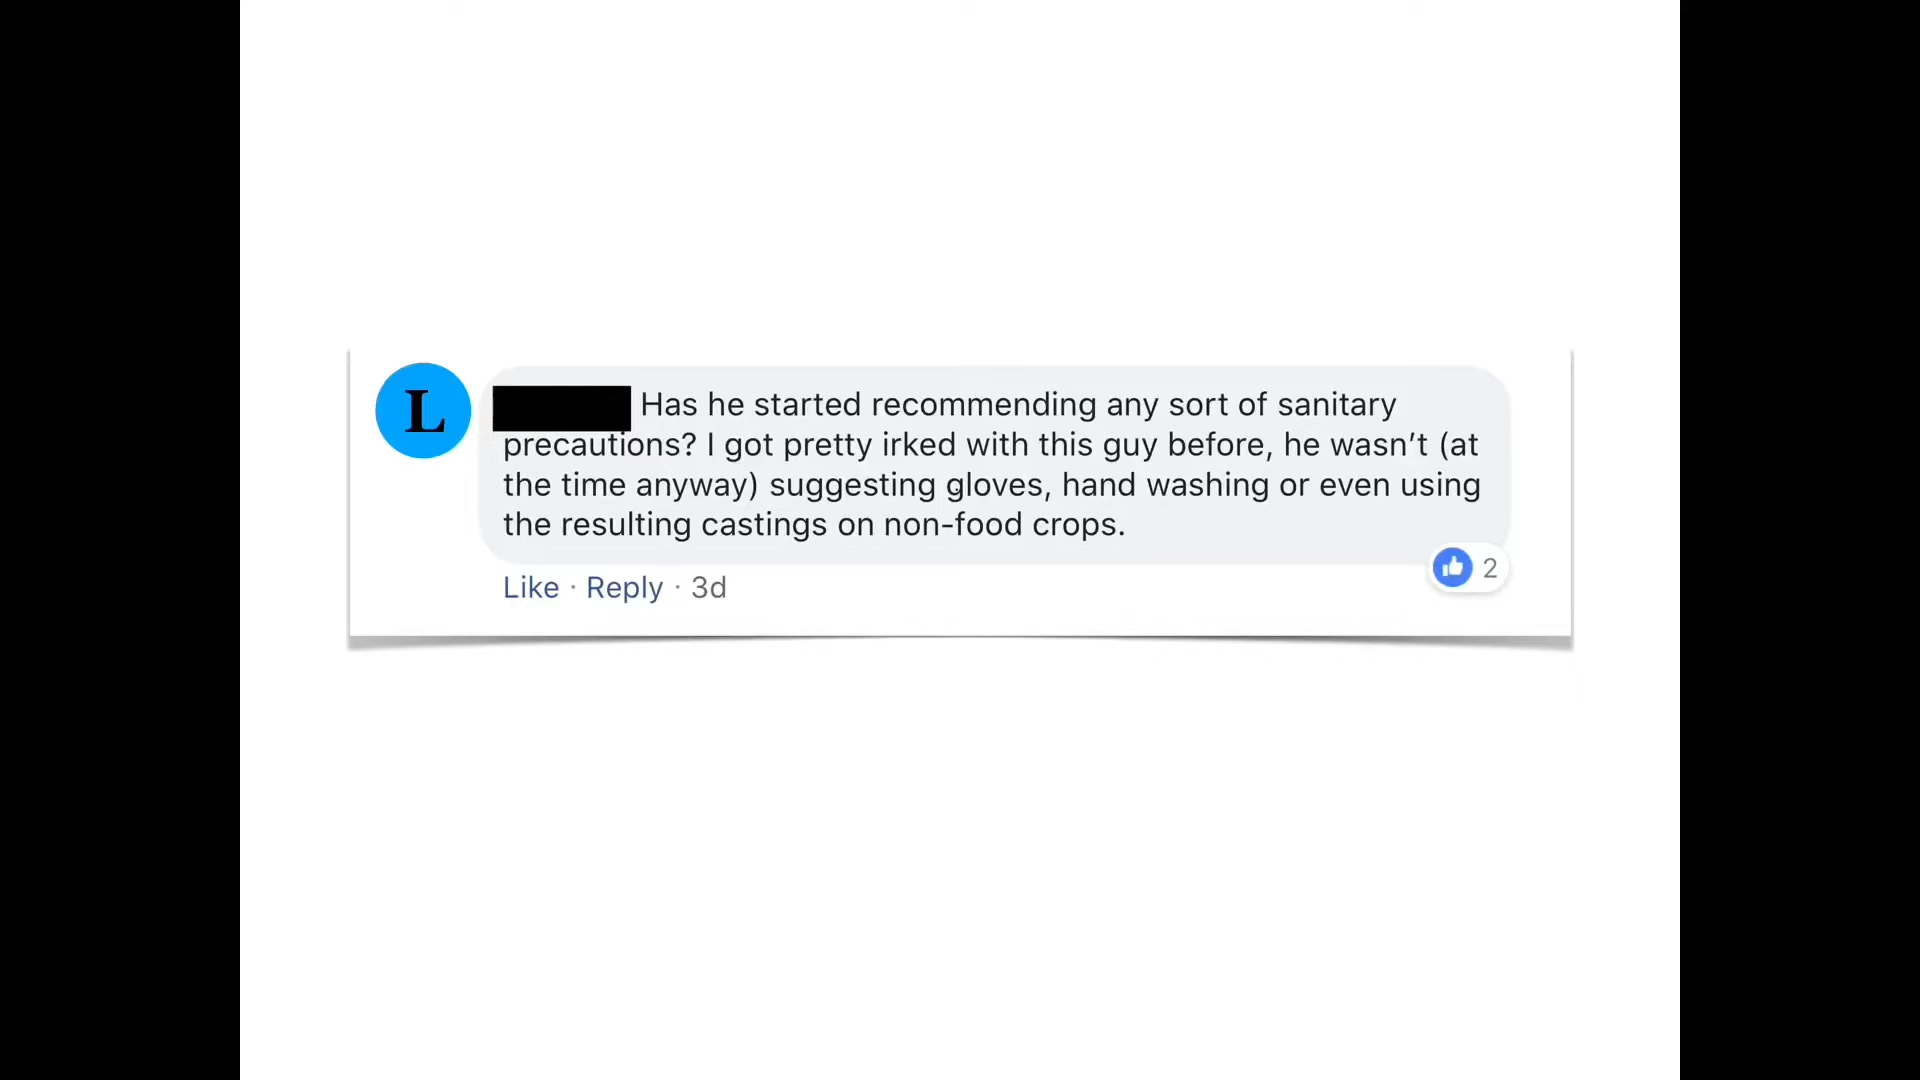 L
Has he started recommending any sort of sanitary
precautions? I got pretty irked with this guy before, he wasn’t (at
the time anyway) suggesting gloves, hand washing or even using
the resulting castings on non-food crops.
Like · Reply · 3d
2